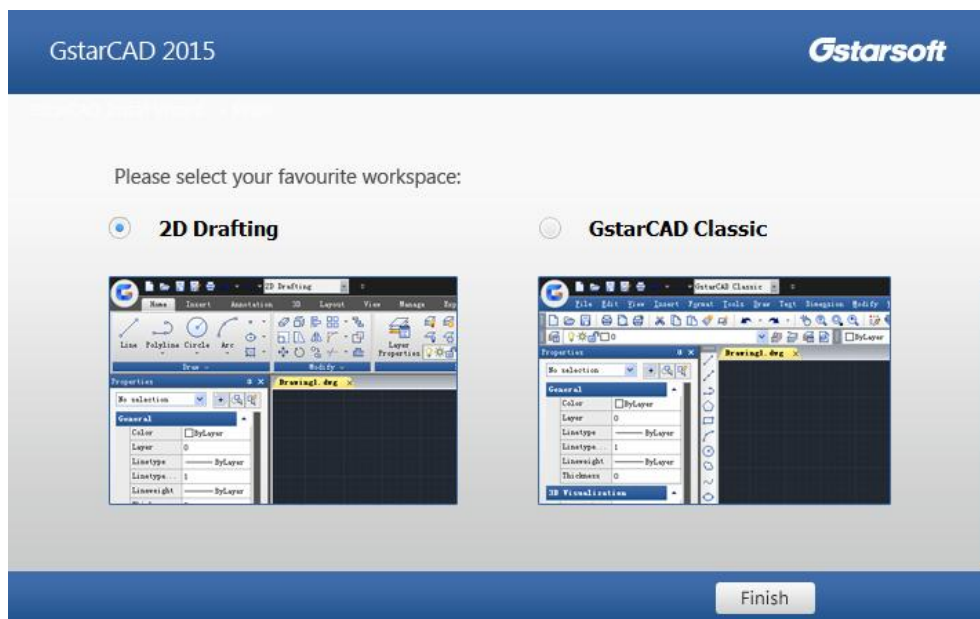 GstarCAD 2015
Gstarsoft
Please select your favourite workspace:
2D Drafting
GstarCAD Classic
2D Drafting
Home Insert Annotation 3D Layout View Manage
Line Polyline Circle Arc
Layer
Properties
Draw
Modify
Properties
Drawing1.dwg
No selection
General
Color ByLayer
Layer 0
Linetype ByLayer
Linetype... 1
Lineweight ByLayer
GstarCAD Classic
File Edit View Insert Format Tools Draw Text Dimension Modify
0
ByLayer
Properties
Drawing1.dwg
No selection
General
Color ByLayer
Layer 0
Linetype ByLayer
Linetype... 1
Lineweight ByLayer
Thickness 0
3D Visualization
Finish